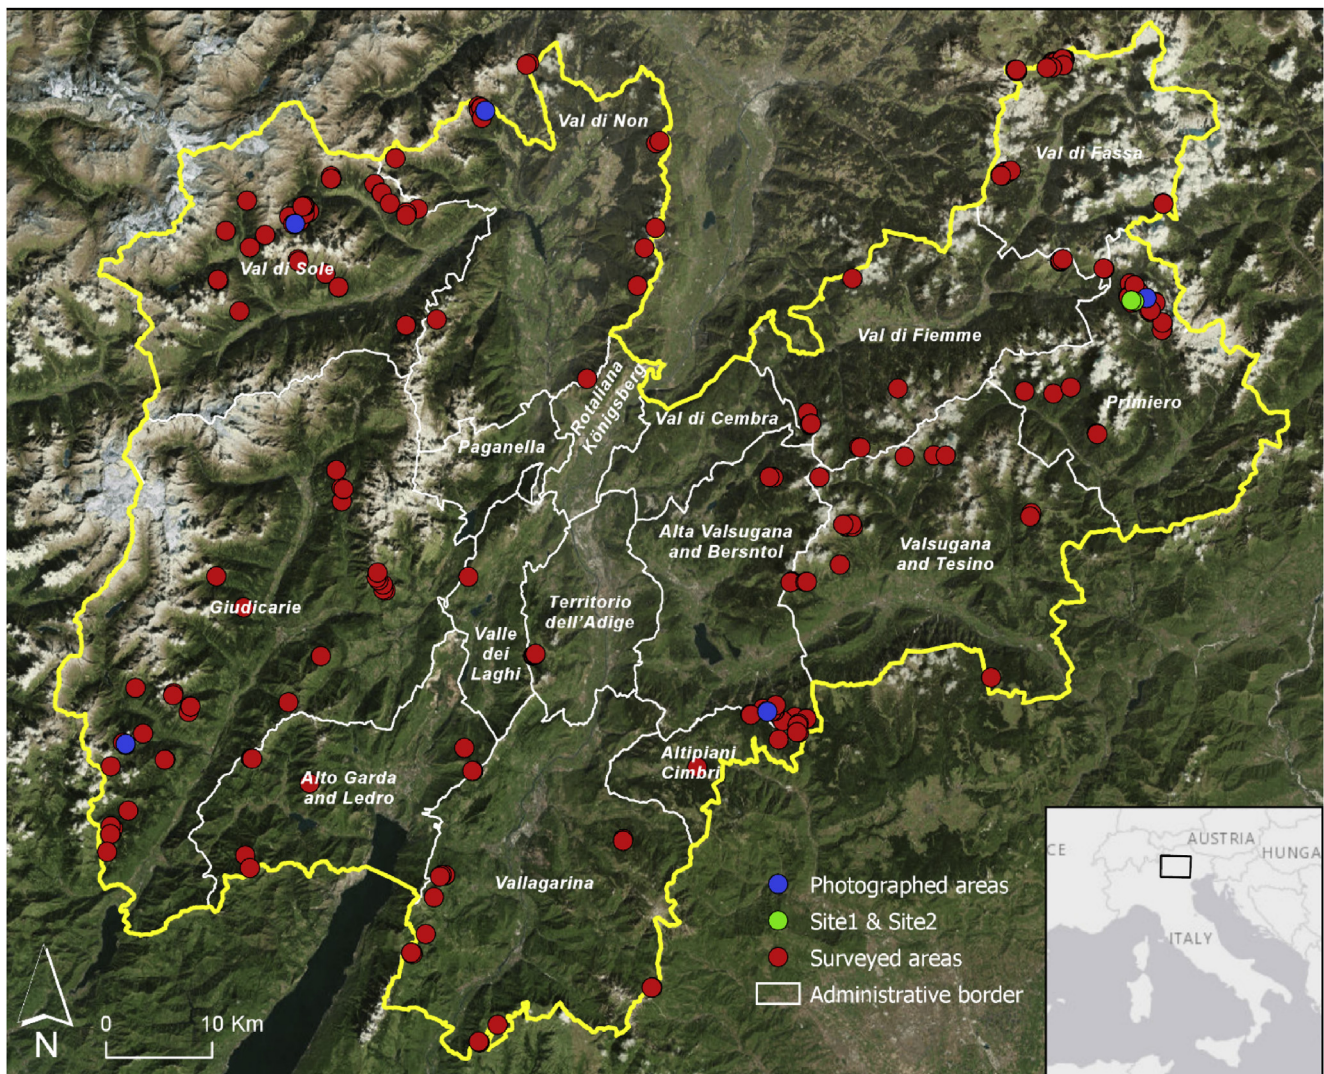 Val di Non
Val di Fassa
Val di Sole
Val di Fiemme
Rotaliana
Königsberg
Primiero
Val di Cembra
Paganella
Alta Valsugana
and Bersntol
Valsugana
and Tesino
Giudicarie
Territorio
dell'Adige
Valle
dei
Laghi
Altipiani
Cimbri
Alto Garda
and Ledro
Vallagarina
Photographed areas
Site1 & Site2
Surveyed areas
Administrative border
0 10 Km
N
CE
AUSTRIA
HUNGA
ITALY